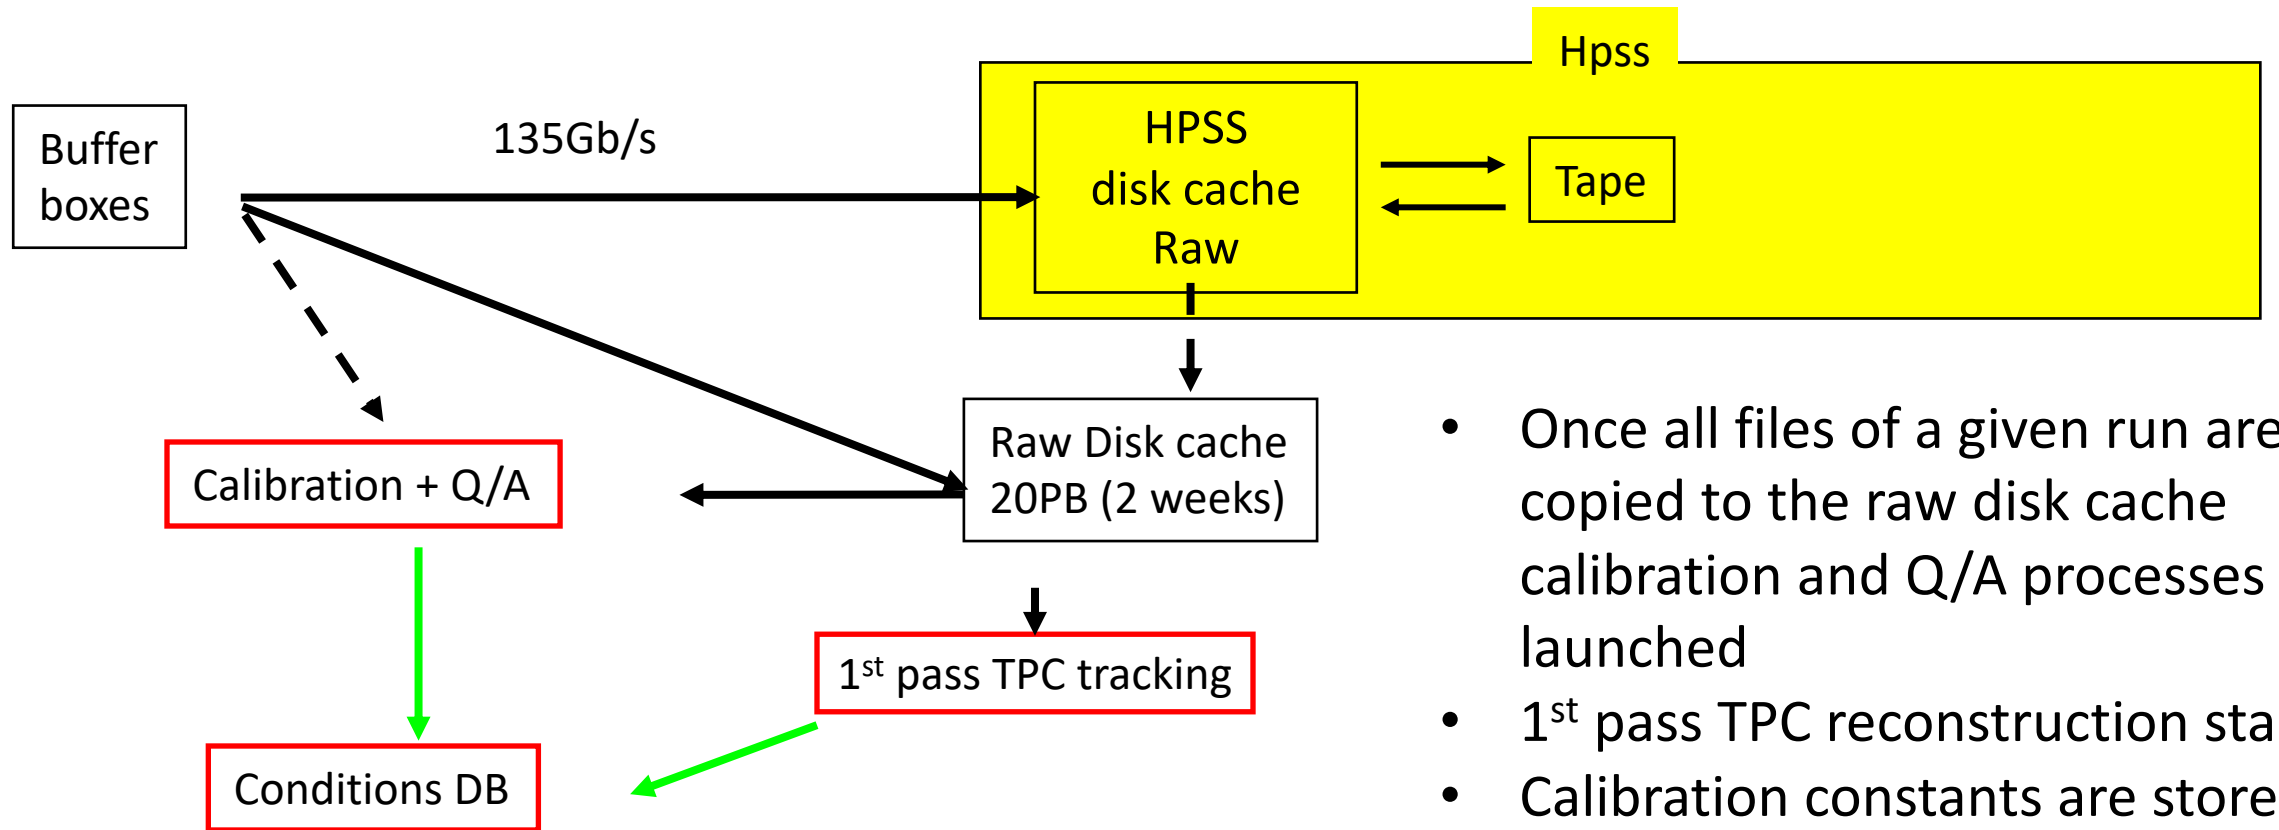 Hpss
Buffer
boxes
135Gb/s
HPSS
disk cache
Raw
Tape
Raw Disk cache
20PB (2 weeks)
Calibration + Q/A
1st pass TPC tracking
Conditions DB
• Once all files of a given run are
copied to the raw disk cache
calibration and Q/A processes
launched
• 1st pass TPC reconstruction sta
• Calibration constants are store